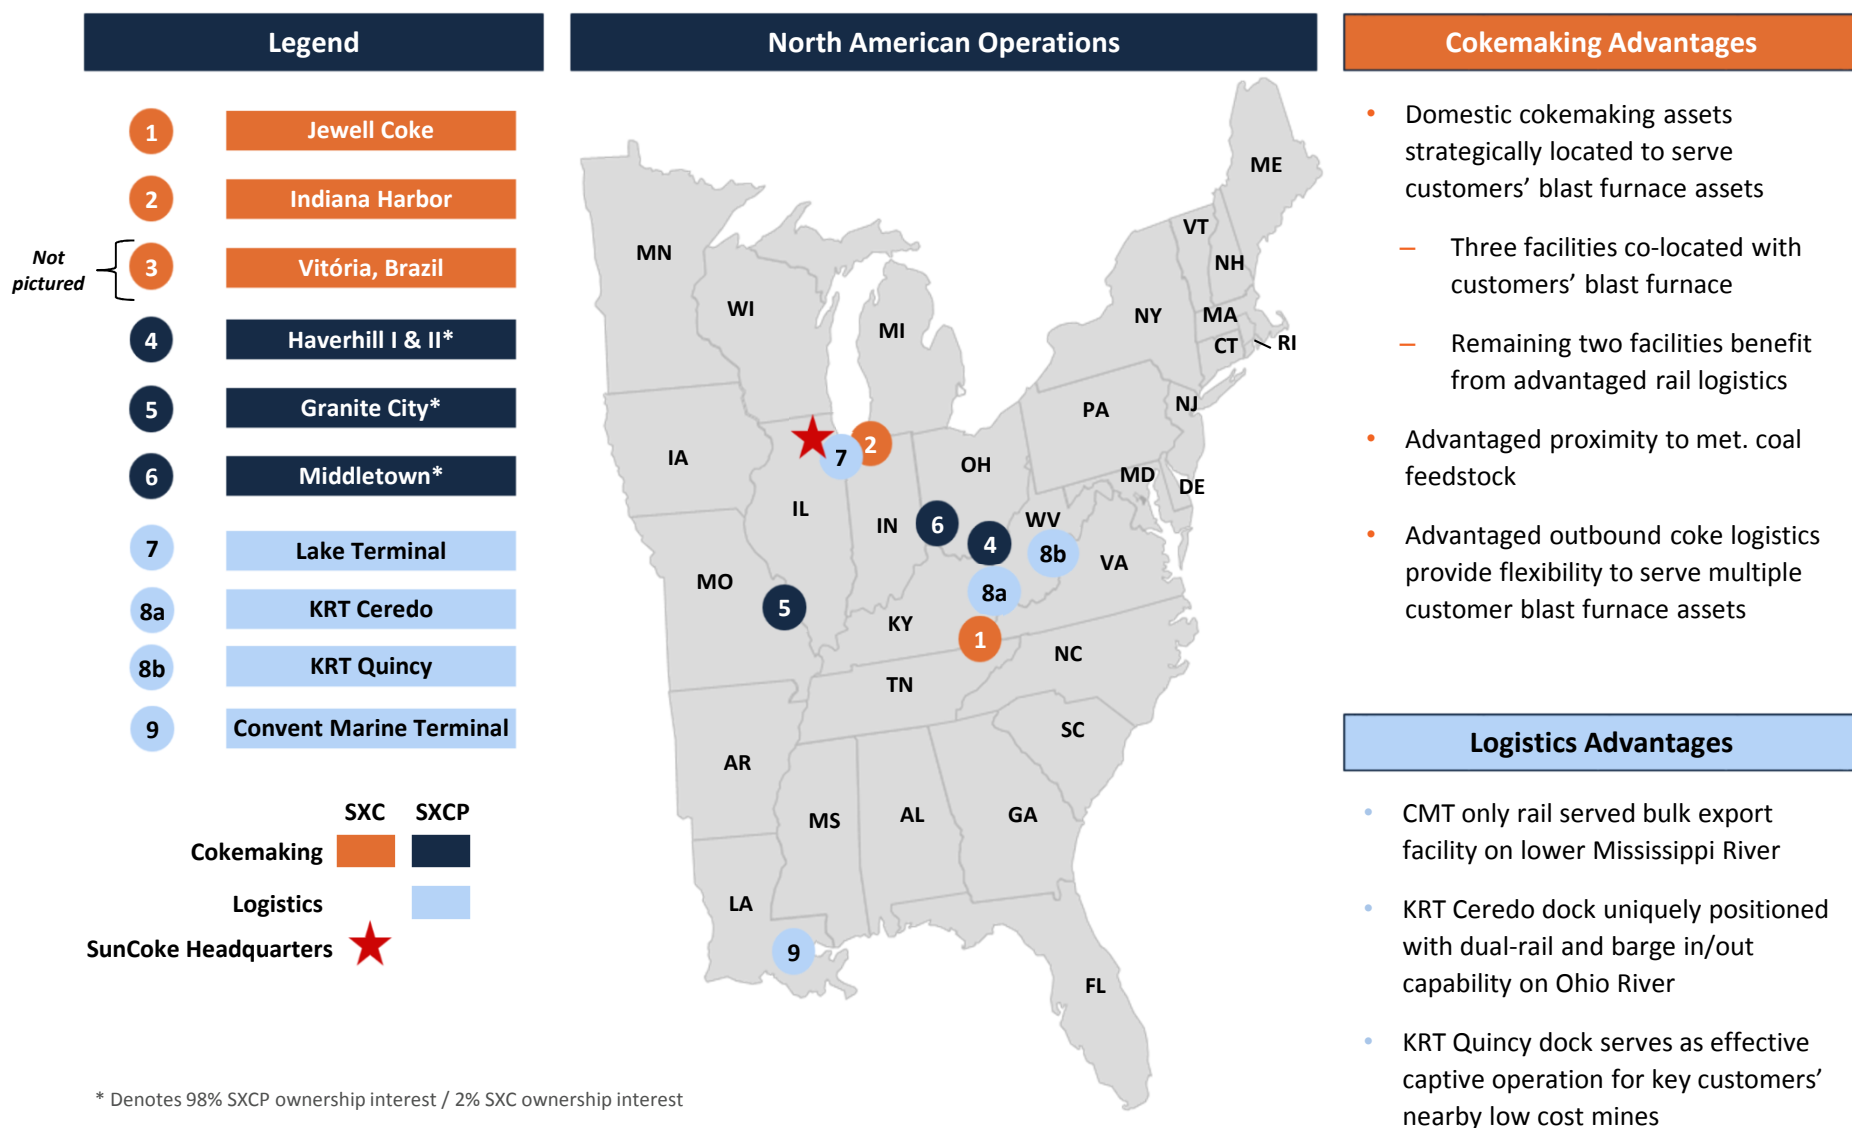 Legend
1 Jewell Coke
2 Indiana Harbor
Not
pictured
3 Vitória, Brazil
4 Haverhill I & II*
5 Granite City*
6 Middletown*
7 Lake Terminal
8a KRT Ceredo
8b KRT Quincy
9 Convent Marine Terminal
SXC SXCP
Cokemaking
Logistics
SunCoke Headquarters
* Denotes 98% SXCP ownership interest / 2% SXC ownership interest
North American Operations
ME
VT
MN
NH
WI
NY
MA
MI
CT
RI
PA
NJ
7
2
IA
OH
MD
DE
IL
IN
6
WV
4
8b
VA
MO
8a
5
KY
1
NC
TN
SC
AR
MS
AL
GA
LA
9
FL
Cokemaking Advantages
• Domestic cokemaking assets
strategically located to serve
customers’ blast furnace assets
– Three facilities co-located with
customers’ blast furnace
– Remaining two facilities benefit
from advantaged rail logistics
• Advantaged proximity to met. coal
feedstock
• Advantaged outbound coke logistics
provide flexibility to serve multiple
customer blast furnace assets
Logistics Advantages
• CMT only rail served bulk export
facility on lower Mississippi River
• KRT Ceredo dock uniquely positioned
with dual-rail and barge in/out
capability on Ohio River
• KRT Quincy dock serves as effective
captive operation for key customers’
nearby low cost mines